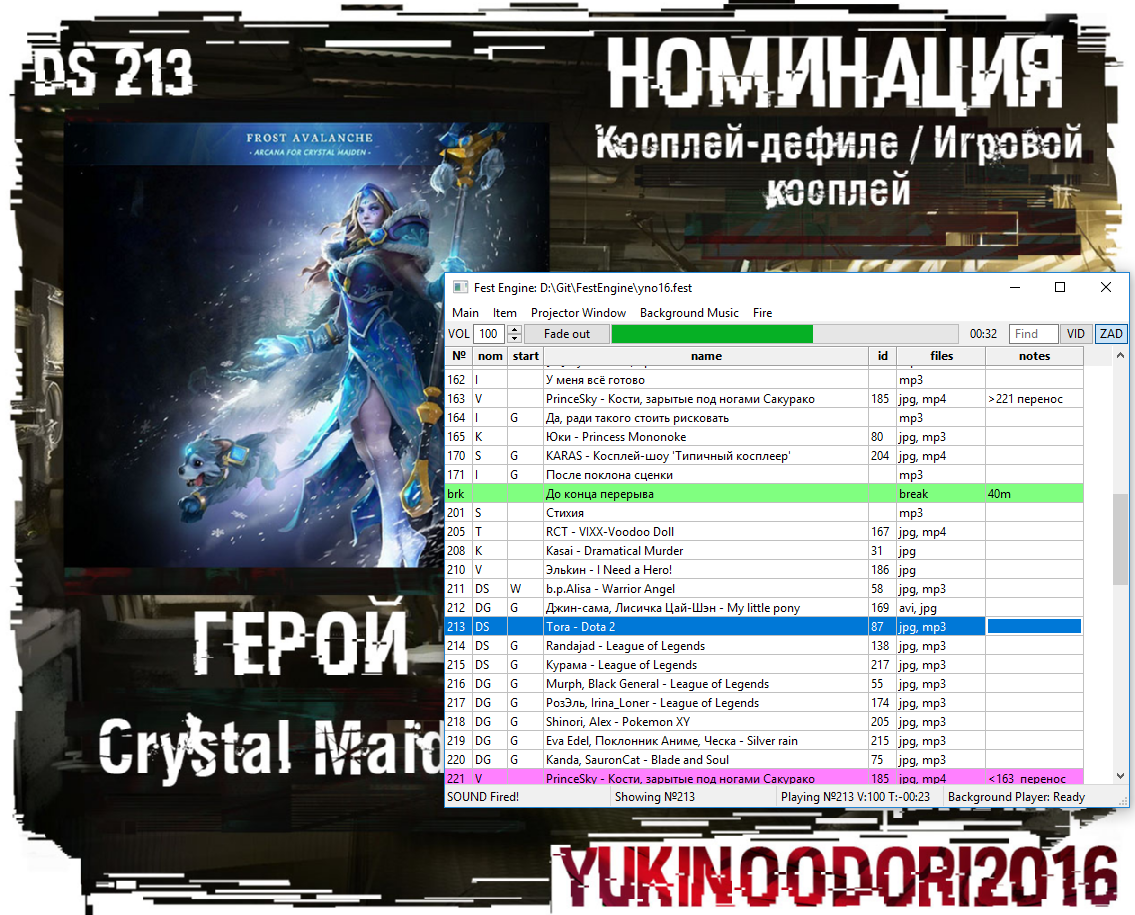 DS 213
НОМИНАЦИЯ
Косплей-дефиле / Игровой
косплей
FROST AVALANCHE
- ARCANA FOR CRYSTAL MAIDEN -
Fest Engine: D:\Git\FestEngine\yno16.fest
Main Item Projector Window Background Music Fire
VOL 100 Fade out 00:32 Find VID ZAD
№ nom start name id files notes
162 I У меня всё готово mp3
163 V PrinceSky - Кости, зарытые под ногами Сакурако 185 jpg, mp4 >221 перенос
164 I G Да, ради такого стоить рисковать mp3
165 K Юки - Princess Mononoke 80 jpg, mp3
170 S G KARAS - Косплей-шоу 'Типичный косплеер' 204 jpg, mp4
171 I G После поклона сценки mp3
brk До конца перерыва break 40m
201 S Стихия mp3
205 T RCT - VIXX-Voodoo Doll 167 jpg, mp4
208 K Kasai - Dramatical Murder 31 jpg
210 V Элькин - I Need a Hero! 186 jpg
211 DS W b.p.Alisa - Warrior Angel 58 jpg, mp3
212 DG G Джин-сама, Лисичка Цай-Шэн - My little pony 169 avi, jpg
213 DS Tora - Dota 2 87 jpg, mp3
214 DS G Randajad - League of Legends 138 jpg, mp3
215 DS G Курама - League of Legends 217 jpg, mp3
216 DG G Murph, Black General - League of Legends 55 jpg, mp3
217 DG G РозЭль, Irina_Loner - League of Legends 174 jpg, mp3
218 DG G Shinori, Alex - Pokemon XY 205 jpg, mp3
219 DG G Eva Edel, Поклонник Аниме, Ческа - Silver rain 215 jpg, mp3
220 DG G Kanda, SauronCat - Blade and Soul 75 jpg, mp3
221 V PrinceSky - Кости, зарытые под ногами Сакурако 185 jpg, mp4 <163 перенос
SOUND Fired! Showing №213 Playing №213 V:100 T:-00:23 Background Player: Ready
ГЕРОЙ
Crystal Maid
YUKINOODORI2016